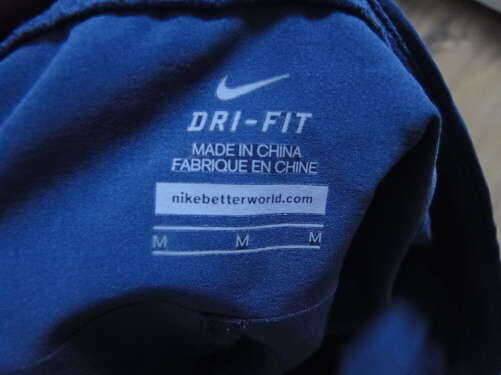 DRI-FIT
MADE IN CHINA
FABRIQUE EN CHINE
nikebetterworld.com
M M M